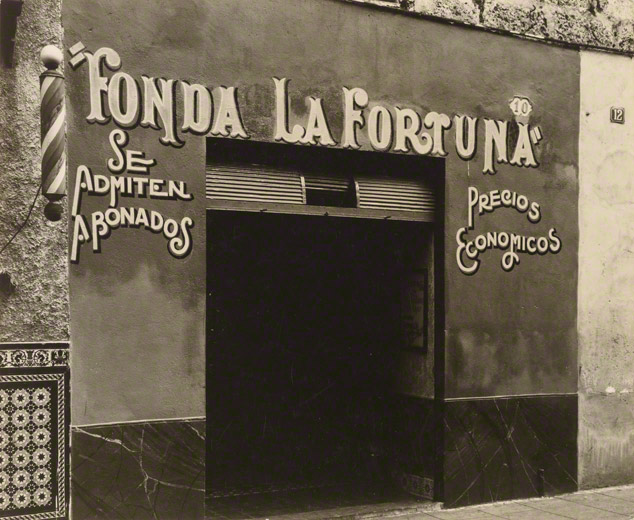 "FONDA LA FORTUNA"
10
12
SE
ADMITEN
ABONADOS
PRECIOS
ECONOMICOS